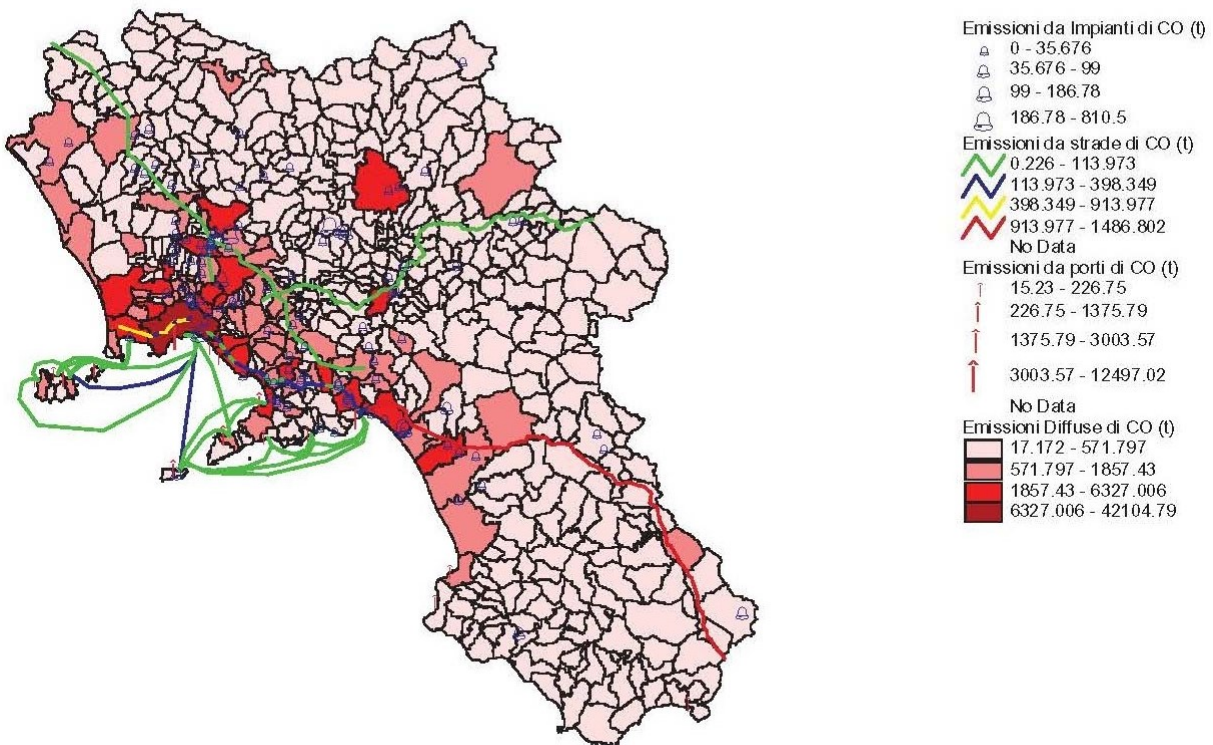 Emissioni da Impianti di CO (t)
0 - 35.676
35.676 - 99
99 - 186.78
186.78 - 810.5
Emissioni da strade di CO (t)
0.226 - 113.973
113.973 - 398.349
398.349 - 913.977
913.977 - 1486.802
No Data
Emissioni da porti di CO (t)
15.23 - 226.75
226.75 - 1375.79
1375.79 - 3003.57
3003.57 - 12497.02
No Data
Emissioni Diffuse di CO (t)
17.172 - 571.797
571.797 - 1857.43
1857.43 - 6327.006
6327.006 - 42104.79